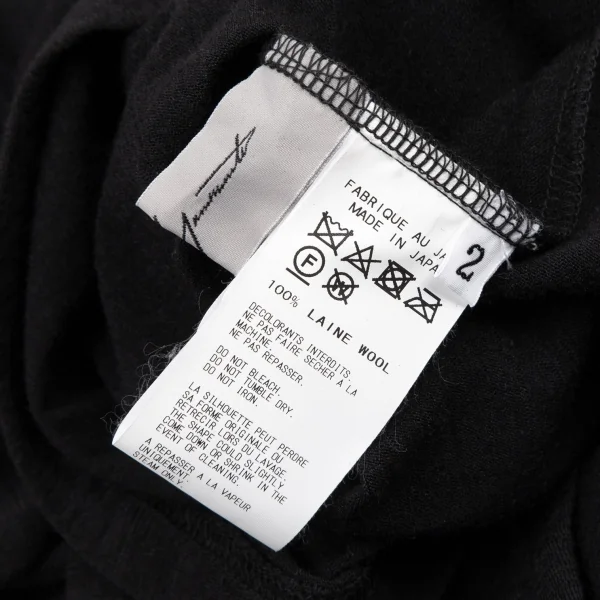 FABRIQUE AU JA
MADE IN JAPA
2
F
W
100% LAINE WOOL
DECOLORANTS INTERDITS
NE PAS FAIRE SECHER A LA
MACHINE.
NE PAS REPASSER.
DO NOT BLEACH.
DO NOT TUMBLE DRY.
DO NOT IRON.
LA SILHOUETTE PEUT PERDRE
SA FORME ORIGINALE OU
RETRECIR LORS DU LAVAGE.
THE SHAPE COULD SLIGHTLY
COME DOWN OR SHRINK IN THE
EVENT OF CLEANING.
A REPASSER A LA VAPEUR
UNIQUEMENT.
STEAM ONLY